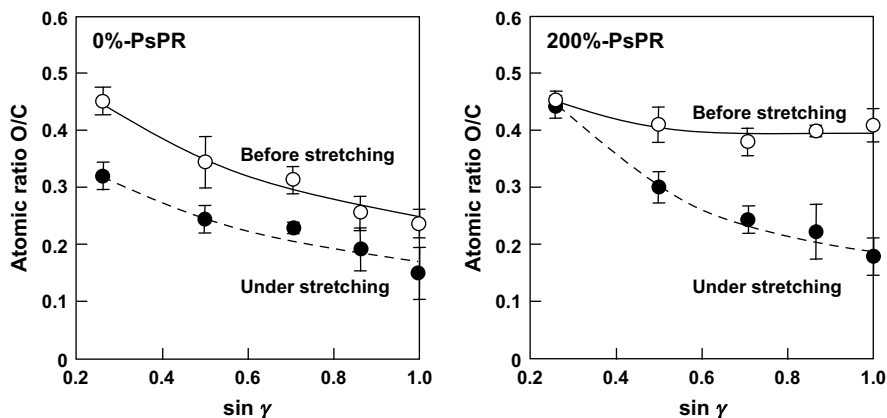 0%-PsPR
Atomic ratio O/C
0.6
0.5
0.4
0.3
0.2
0.1
0
Before stretching
Under stretching
0.2
0.4
0.6
0.8
1.0
sin γ
200%-PsPR
Atomic ratio O/C
0.6
0.5
0.4
0.3
0.2
0.1
0
Before stretching
Under stretching
0.2
0.4
0.6
0.8
1.0
sin γ